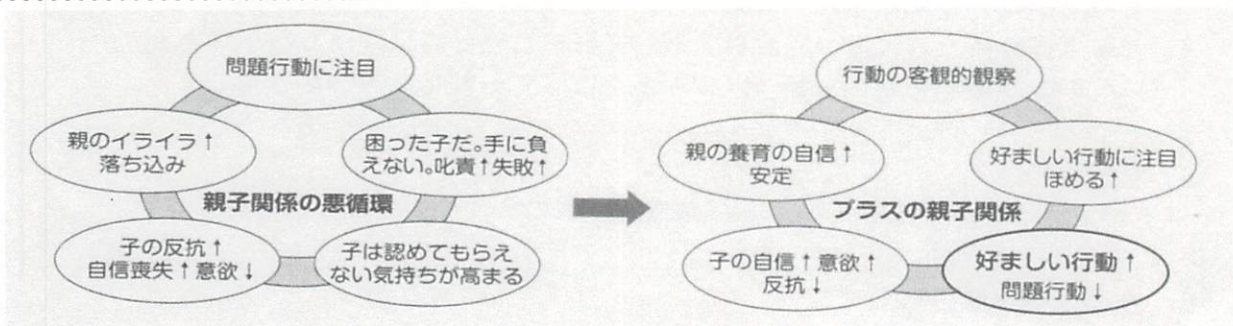 問題行動に注目
困った子だ。手に負
えない。叱責↑失敗↑
子は認めてもらえ
ない気持ちが高まる
子の反抗↑
自信喪失↑意欲↓
親のイライラ↑
落ち込み
親子関係の悪循環
行動の客観的観察
好ましい行動に注目
ほめる↑
好ましい行動↑
問題行動↓
子の自信↑意欲↑
反抗↓
親の養育の自信↑
安定
プラスの親子関係